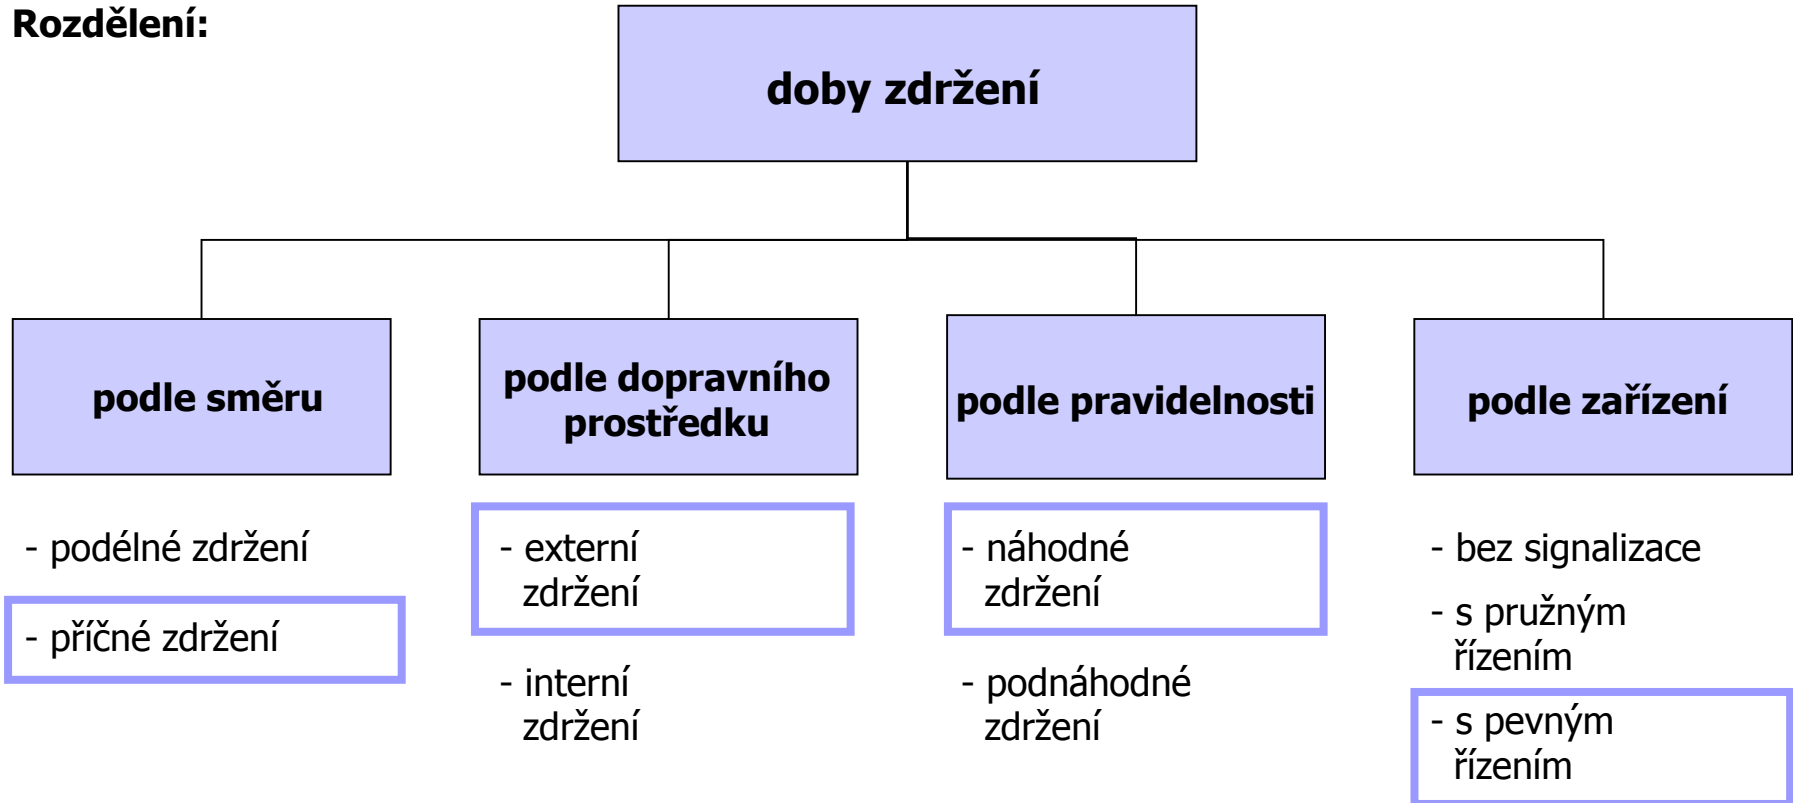 Rozdělení:
doby zdržení
podle směru
podle dopravního
prostředku
podle pravidelnosti
podle zařízení
- podélné zdržení
- příčné zdržení
- externí
zdržení
- interní
zdržení
- náhodné
zdržení
- podnáhodné
zdržení
- bez signalizace
- s pružným
řízením
- s pevným
řízením